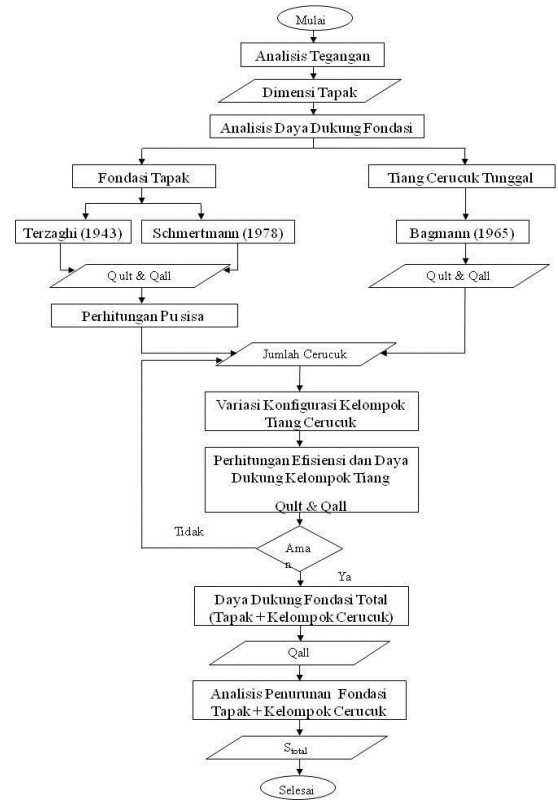 Mulai
Analisis Tegangan
Dimensi Tapak
Analisis Daya Dukung Fondasi
Fondasi Tapak
Tiang Cerucuk Tunggal
Terzaghi (1943)
Schmertmann (1978)
Bagmann (1965)
Qult & Qall
Qult & Qall
Perhitungan Pu sisa
Jumlah Cerucuk
Variasi Konfigurasi Kelompok
Tiang Cerucuk
Perhitungan Efisiensi dan Daya
Dukung Kelompok Tiang
Qult & Qall
Tidak
Ama
n
Ya
Daya Dukung Fondasi Total
(Tapak + Kelompok Cerucuk)
Qall
Analisis Penurunan Fondasi
Tapak + Kelompok Cerucuk
Stotal
Selesai